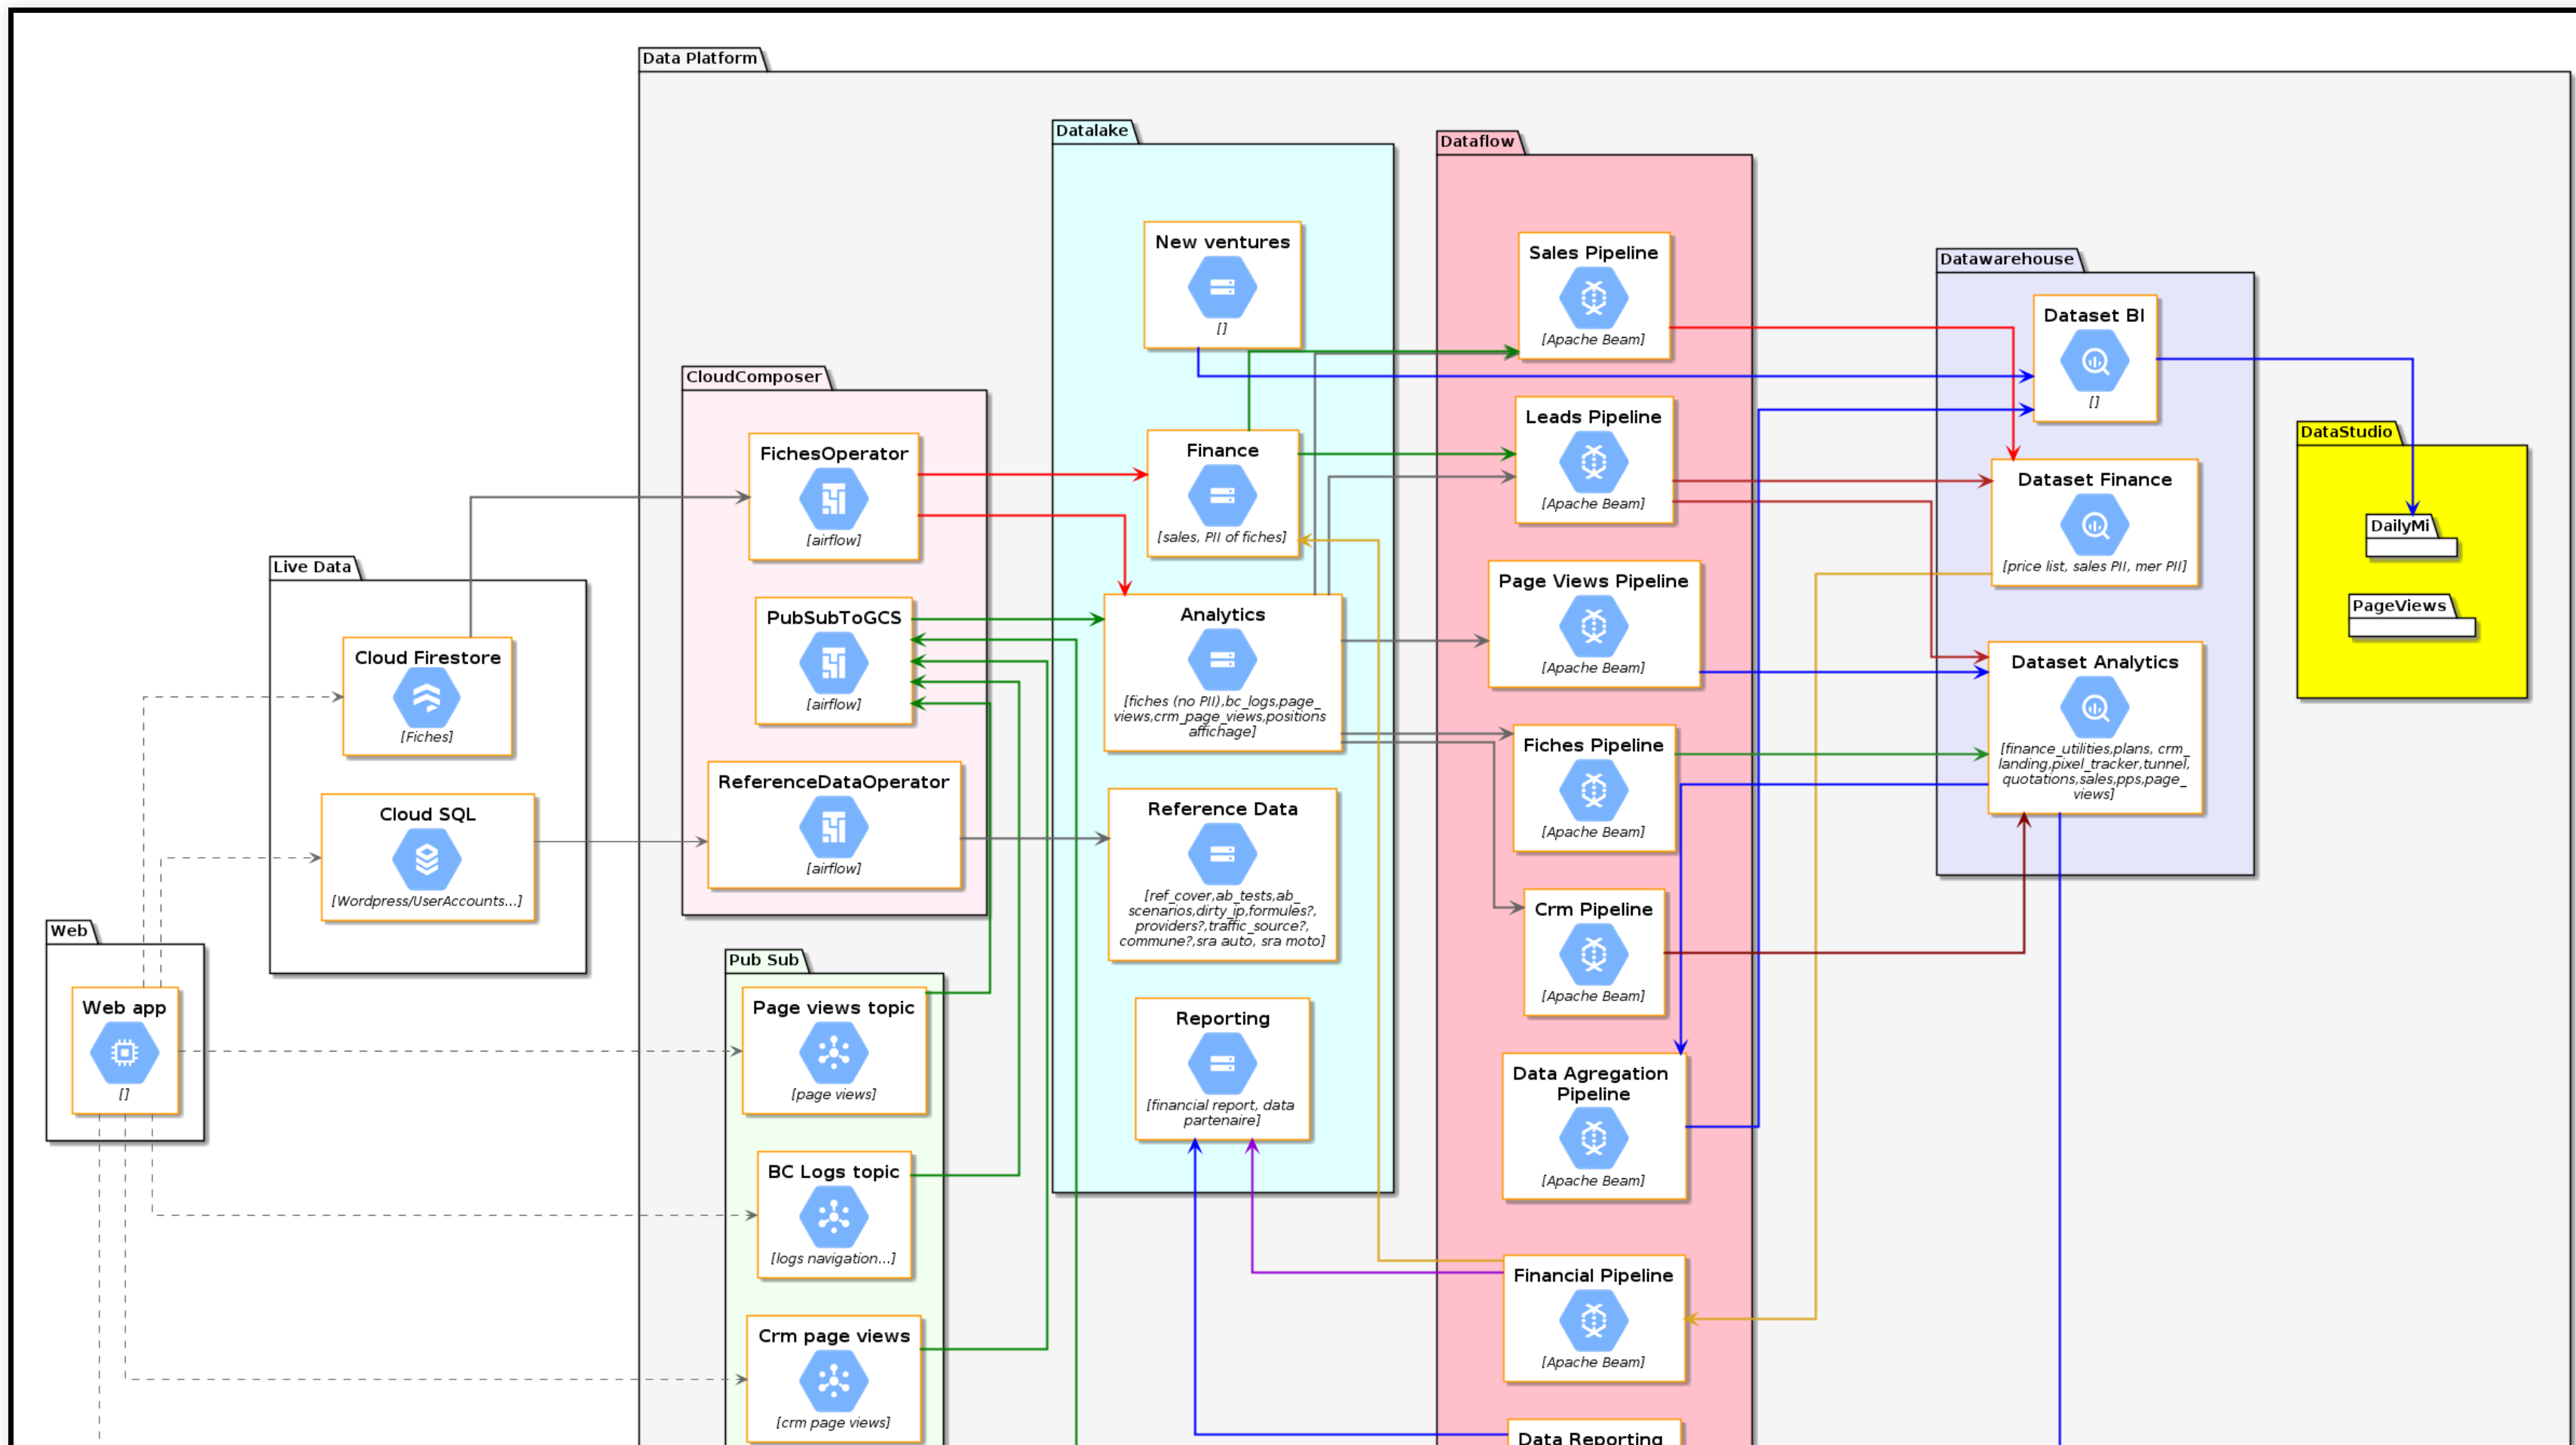 Data Platform
Datalake
Dataflow
New ventures
[]
Sales Pipeline
[Apache Beam]
Datawarehouse
Dataset BI
[]
CloudComposer
FichesOperator
[airflow]
Finance
[sales, PII of fiches]
Leads Pipeline
[Apache Beam]
Dataset Finance
[price list, sales PII, mer PII]
DataStudio
DailyMi
PageViews
Live Data
Cloud Firestore
[Fiches]
PubSubToGCS
[airflow]
Analytics
[fiches (no PII),bc_logs,page_
views,crm_page_views,positions
affichage]
Page Views Pipeline
[Apache Beam]
Dataset Analytics
[finance_utilities,plans, crm_
landing,pixel_tracker,tunnel,
quotations,sales,pps,page_
views]
Fiches Pipeline
[Apache Beam]
Cloud SQL
[Wordpress/UserAccounts...]
ReferenceDataOperator
[airflow]
Reference Data
[ref_cover,ab_tests,ab_
scenarios,dirty_ip,formules?,
providers?,traffic_source?,
commune?,sra auto, sra moto]
Crm Pipeline
[Apache Beam]
Web
Web app
[]
Pub Sub
Page views topic
[page views]
Reporting
[financial report, data
partenaire]
Data Agregation
Pipeline
[Apache Beam]
BC Logs topic
[logs navigation...]
Financial Pipeline
[Apache Beam]
Crm page views
[crm page views]
Data Reporting